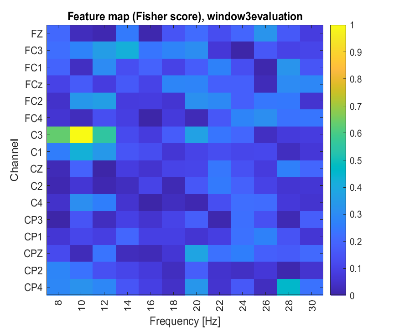 Feature map (Fisher score), window3evaluation
FZ
FC3
FC1
FCz
FC2
FC4
C3
C1
CZ
C2
C4
CP3
CP1
CPZ
CP2
CP4
Channel
8 10 12 14 16 18 20 22 24 26 28 30
Frequency [Hz]
1
0.9
0.8
0.7
0.6
0.5
0.4
0.3
0.2
0.1
0